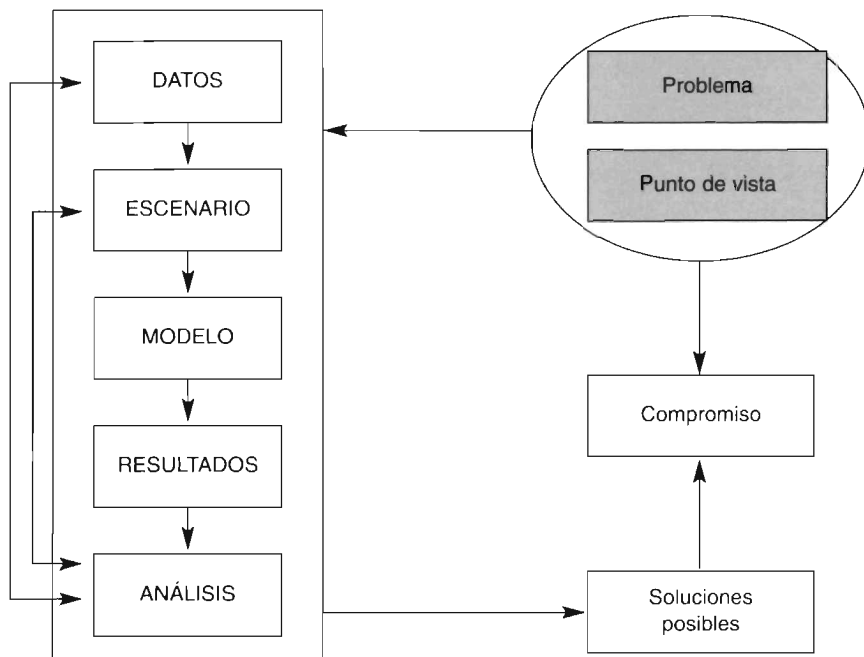 DATOS
ESCENARIO
MODELO
RESULTADOS
ANÁLISIS
Problema
Punto de vista
Compromiso
Soluciones
posibles